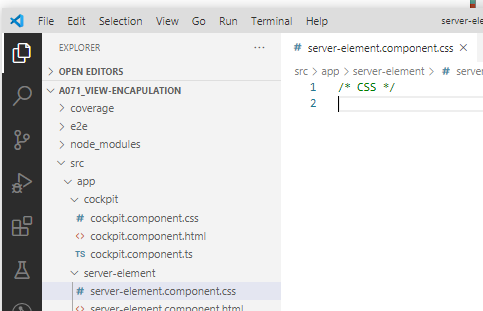 File Edit Selection View Go Run Terminal Help server-ele
EXPLORER ···
server-element.component.css ×
OPEN EDITORS
src > app > server-element > # serve
A071_VIEW-ENCAPULATION
1 /* CSS */
coverage
2
e2e
node_modules
src
app
cockpit
# cockpit.component.css
<> cockpit.component.html
TS cockpit.component.ts
server-element
# server-element.component.css
<> server-element.component.html